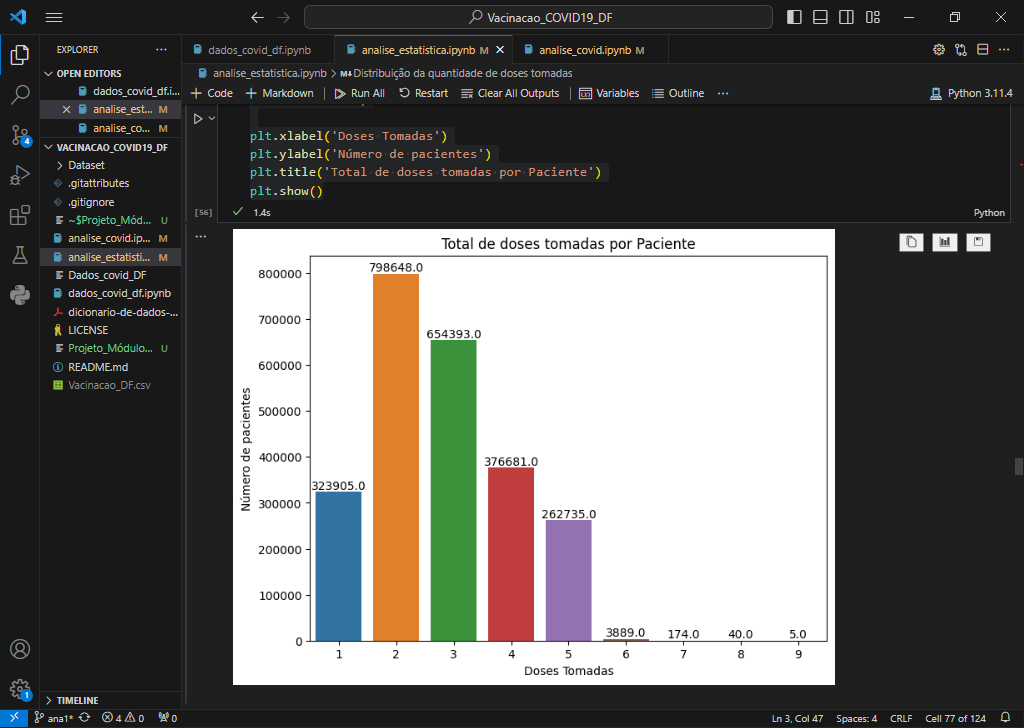 Vacinacao_COVID19_DF
EXPLORER
dados_covid_df.ipynb
analise_estatistica.ipynb M
analise_covid.ipynb M
OPEN EDITORS
dados_covid_df.i...
analise_est... M
analise_co... M
VACINACAO_COVID19_DF
Dataset
.gitattributes
.gitignore
~$Projeto_Mód... U
analise_covid.ip... M
analise_estatisti... M
Dados_covid_DF
dados_covid_df.ipynb
dicionario-de-dados-...
LICENSE
Projeto_Módulo... U
README.md
Vacinacao_DF.csv
TIMELINE
analise_estatistica.ipynb > M Distribuição da quantidade de doses tomadas
+ Code + Markdown | Run All Restart Clear All Outputs | Variables Outline ...
Python 3.11.4
plt.xlabel('Doses Tomadas')
plt.ylabel('Número de pacientes')
plt.title('Total de doses tomadas por Paciente')
plt.show()
[56] 1.4s
Python
Total de doses tomadas por Paciente
Número de pacientes
800000
700000
600000
500000
400000
300000
200000
100000
0
323905.0
798648.0
654393.0
376681.0
262735.0
3889.0
174.0
40.0
5.0
1 2 3 4 5 6 7 8 9
Doses Tomadas
4
1
ana1* 4 0 0
Ln 3, Col 47 Spaces: 4 CRLF Cell 77 of 124